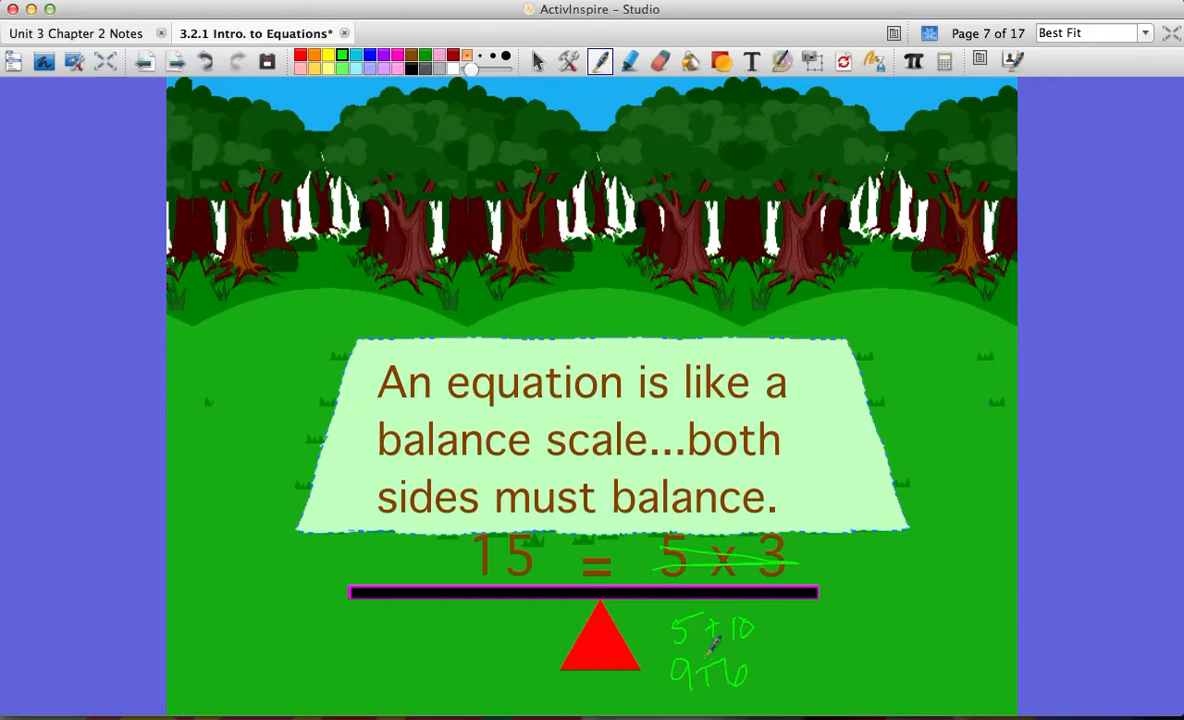 ActivInspire - Studio
Unit 3 Chapter 2 Notes
3.2.1 Intro. to Equations*
Page 7 of 17
Best Fit
T
π
An equation is like a
balance scale...both
sides must balance.
15 = 5 x 3
5 + 10
9+6